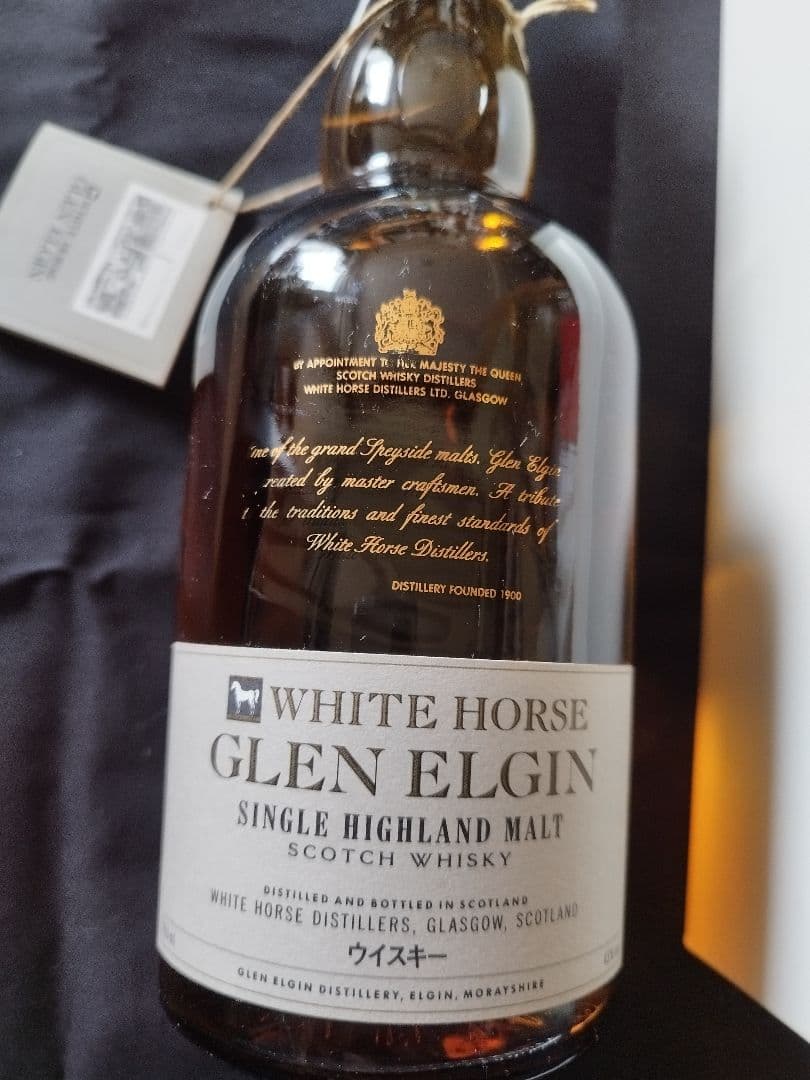 BY APPOINTMENT TO HER MAJESTY THE QUEEN
SCOTCH WHISKY DISTILLERS
WHITE HORSE DISTILLERS LTD. GLASGOW
of the grand Speyside malts, Glen Elgin
by master craftsmen. A tribute
the traditions and finest standards of
White Horse Distillers.
DISTILLERY FOUNDED 1900
WHITE HORSE
GLEN ELGIN
SINGLE HIGHLAND MALT
SCOTCH WHISKY
DISTILLED AND BOTTLED IN SCOTLAND
WHITE HORSE DISTILLERS, GLASGOW, SCOTLAND
ウイスキー
GLEN ELGIN DISTILLERY, ELGIN, MORAYSHIRE